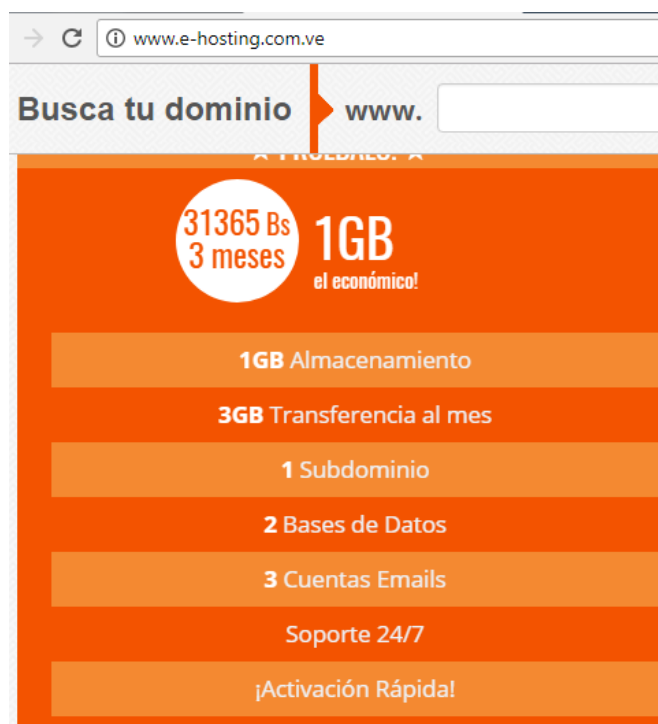 www.e-hosting.com.ve
Busca tu dominio
www.
31365 Bs
3 meses
1GB
el económico!
1GB Almacenamiento
3GB Transferencia al mes
1 Subdominio
2 Bases de Datos
3 Cuentas Emails
Soporte 24/7
¡Activación Rápida!